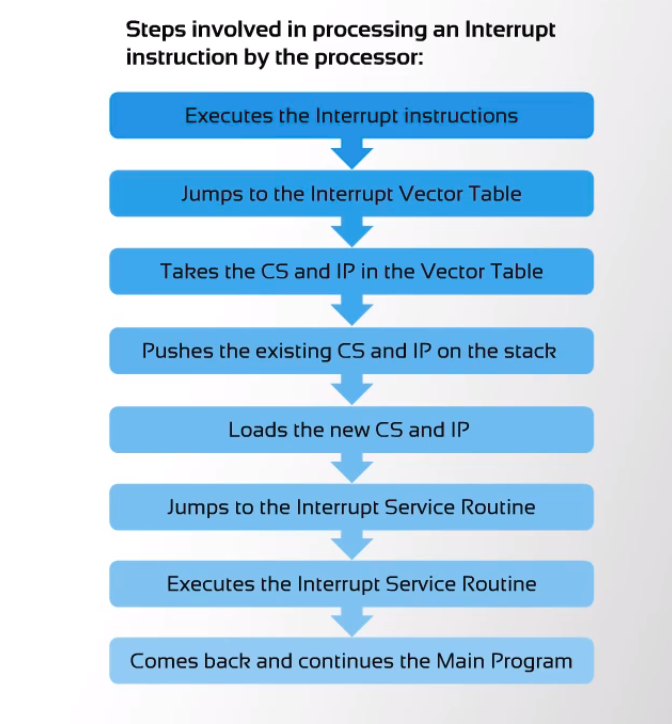 Steps involved in processing an Interrupt
instruction by the processor:
Executes the Interrupt instructions
Jumps to the Interrupt Vector Table
Takes the CS and IP in the Vector Table
Pushes the existing CS and IP on the stack
Loads the new CS and IP
Jumps to the Interrupt Service Routine
Executes the Interrupt Service Routine
Comes back and continues the Main Program